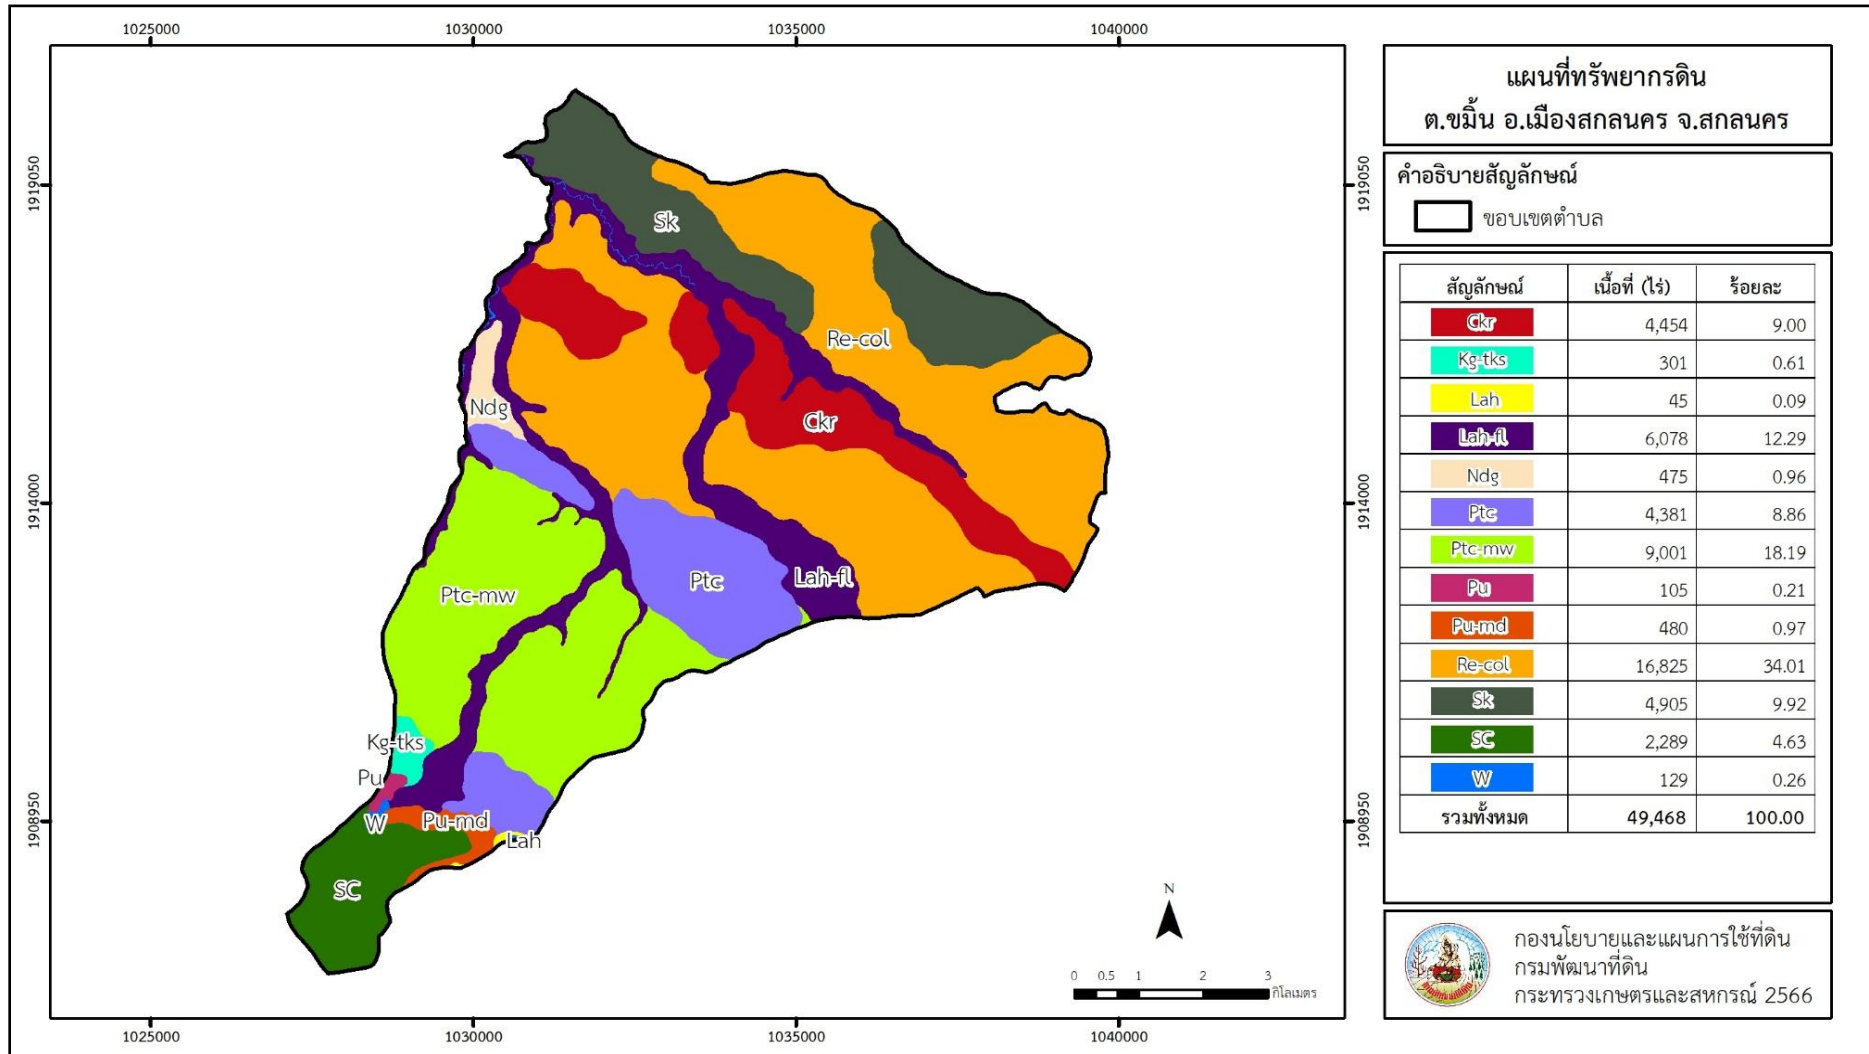 1025000 1030000 1035000 1040000
แผนที่ทรัพยากรดิน
ต.ขมิ้น อ.เมืองสกลนคร จ.สกลนคร
คำอธิบายสัญลักษณ์
ขอบเขตตำบล
สัญลักษณ์ เนื้อที่ (ไร่) ร้อยละ
Ckr 4,454 9.00
Kg-tks 301 0.61
Lah 45 0.09
Lah-fl 6,078 12.29
Ndg 475 0.96
Ptc 4,381 8.86
Ptc-mw 9,001 18.19
Pu 105 0.21
Pu-md 480 0.97
Re-col 16,825 34.01
Sk 4,905 9.92
SC 2,289 4.63
W 129 0.26
รวมทั้งหมด 49,468 100.00
1919050 1919050
Sk
Re-col
Ndg
Ckr
1914000 1914000
Ptc
Lah-fl
Ptc-mw
Kg-tks
Pu
W
Pu-md
Lah
1908950 1908950
SC
N
0 0.5 1 2 3
กิโลเมตร
กองนโยบายและแผนการใช้ที่ดิน
กรมพัฒนาที่ดิน
กระทรวงเกษตรและสหกรณ์ 2566
1025000 1030000 1035000 1040000